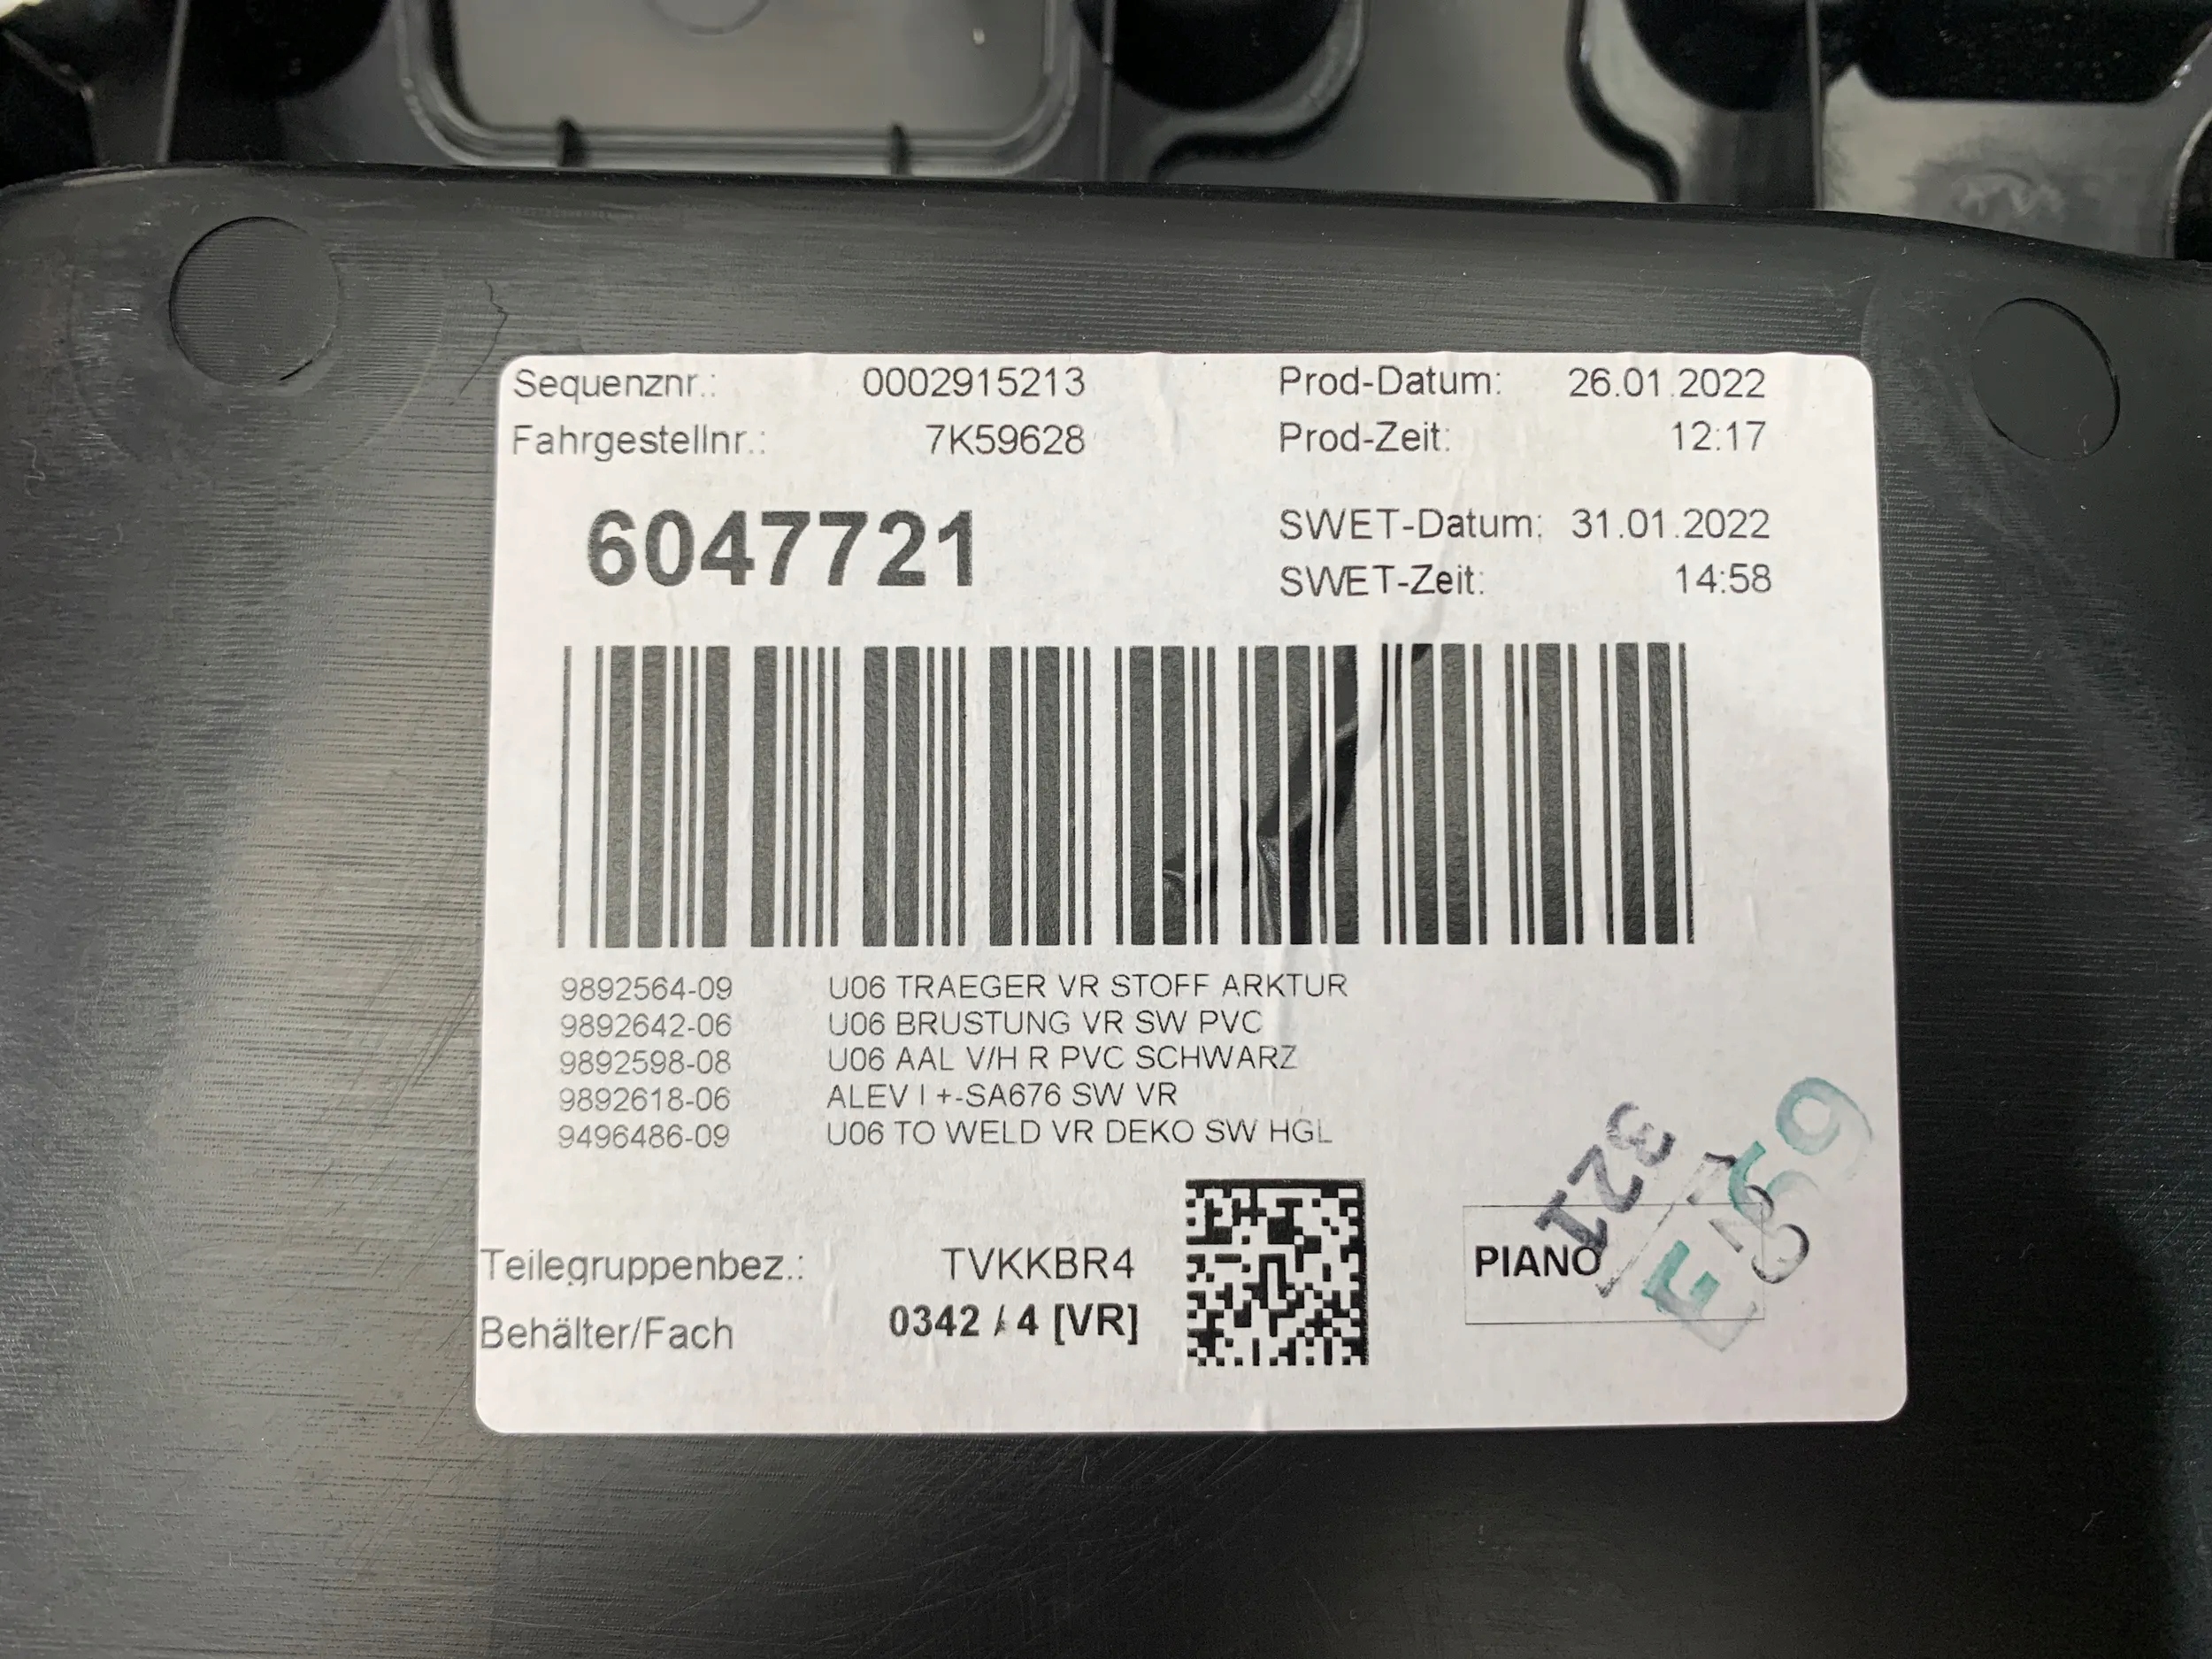 Sequenznr.: 0002915213 Prod-Datum: 26.01.2022
Fahrgestellnr.: 7K59628 Prod-Zeit: 12:17
6047721 SWET-Datum: 31.01.2022
SWET-Zeit: 14:58
9892564-09 U06 TRAEGER VR STOFF ARKTUR
9892642-06 U06 BRUSTUNG VR SW PVC
9892598-08 U06 AAL V/H R PVC SCHWARZ
9892618-06 ALEV I +-SA676 SW VR
9496486-09 U06 TO WELD VR DEKO SW HGL
321
Teilegruppenbez.: TVKKBR4 PIANO
Behälter/Fach 0342 / 4 [VR]